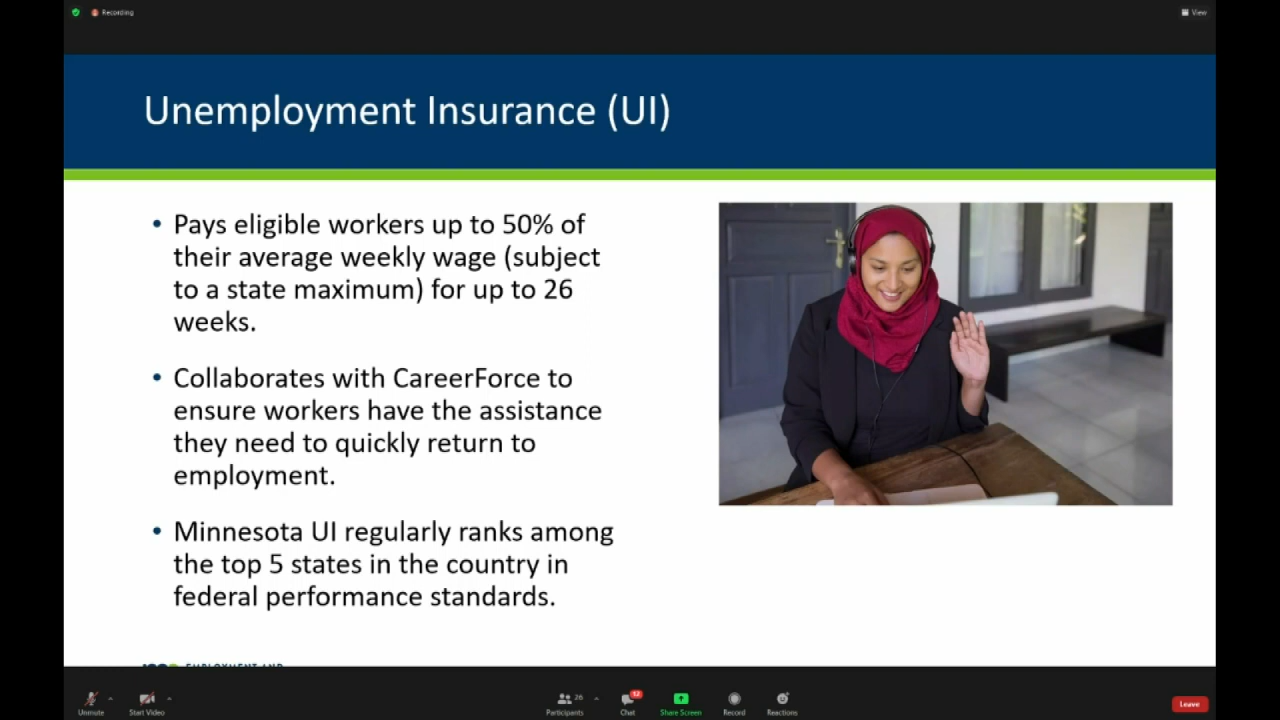 Recording
View
Unemployment Insurance (UI)
• Pays eligible workers up to 50% of
their average weekly wage (subject
to a state maximum) for up to 26
weeks.
• Collaborates with CareerForce to
ensure workers have the assistance
they need to quickly return to
employment.
• Minnesota UI regularly ranks among
the top 5 states in the country in
federal performance standards.
EMPLOYMENT AND
26
12
Unmute
Start Video
Participants
Chat
Share Screen
Record
Reactions
Leave